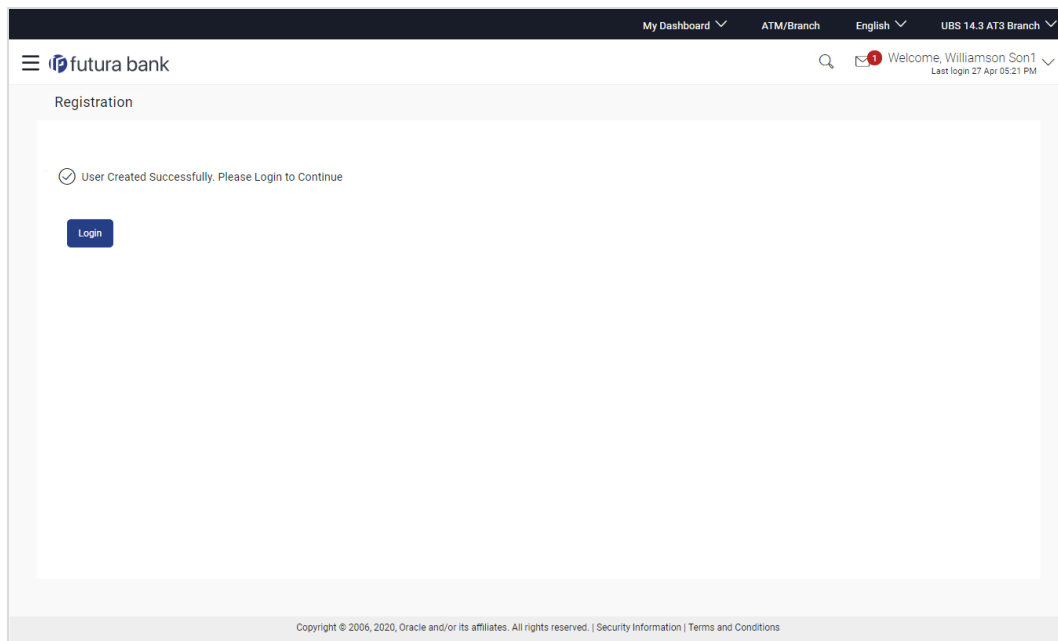 My Dashboard ATM/Branch English UBS 14.3 AT3 Branch
futura bank 1 Welcome, Williamson Son1
Last login 27 Apr 05:21 PM
Registration
User Created Successfully. Please Login to Continue
Login
Copyright © 2006, 2020, Oracle and/or its affiliates. All rights reserved. | Security Information | Terms and Conditions